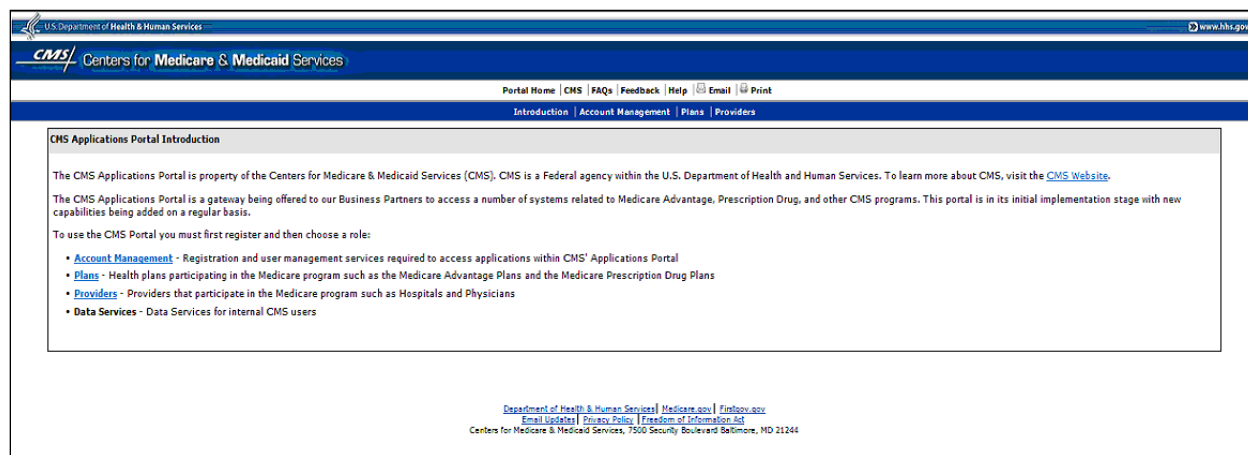 U.S. Department of Health & Human Services
www.hhs.gov
CMS/ Centers for Medicare & Medicaid Services
Portal Home | CMS | FAQs | Feedback | Help | Email | Print
Introduction | Account Management | Plans | Providers
CMS Applications Portal Introduction
The CMS Applications Portal is property of the Centers for Medicare & Medicaid Services (CMS). CMS is a Federal agency within the U.S. Department of Health and Human Services. To learn more about CMS, visit the CMS Website.
The CMS Applications Portal is a gateway being offered to our Business Partners to access a number of systems related to Medicare Advantage, Prescription Drug, and other CMS programs. This portal is in its initial implementation stage with new
capabilities being added on a regular basis.
To use the CMS Portal you must first register and then choose a role:
• Account Management - Registration and user management services required to access applications within CMS' Applications Portal
• Plans - Health plans participating in the Medicare program such as the Medicare Advantage Plans and the Medicare Prescription Drug Plans
• Providers - Providers that participate in the Medicare program such as Hospitals and Physicians
• Data Services - Data Services for internal CMS users
Department of Health & Human Services | Medicare.gov | Firstgov.gov
Email Updates | Privacy Policy | Freedom of Information Act
Centers for Medicare & Medicaid Services, 7500 Security Boulevard Baltimore, MD 21244